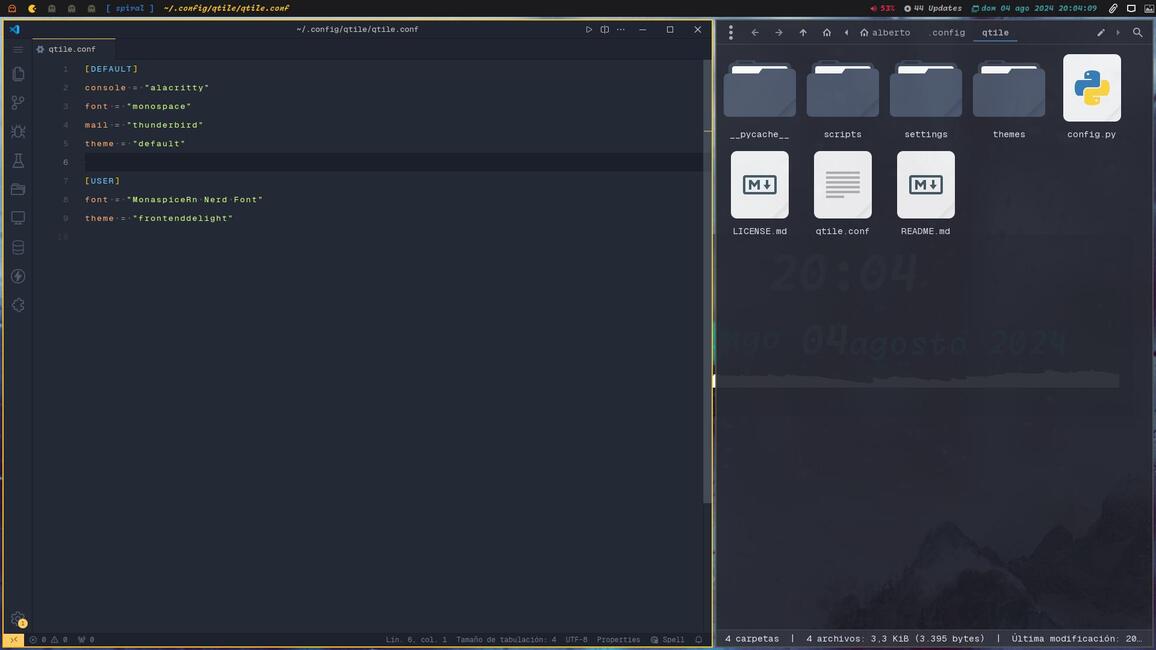 [ spiral ] ~/.config/qtile/qtile.conf
53% 44 Updates dom 04 ago 2024 20:04:09
~/.config/qtile/qtile.conf
qtile.conf
1 [DEFAULT]
2 console = "alacritty"
3 font = "monospace"
4 mail = "thunderbird"
5 theme = "default"
6
7 [USER]
8 font = "MonaspiceRn Nerd Font"
9 theme = "frontenddelight"
10
1
0 0 0
Lín. 6, col. 1 Tamaño de tabulación: 4 UTF-8 Properties Spell
alberto .config qtile
__pycache__ scripts settings themes config.py
LICENSE.md qtile.conf README.md
20:04
04 agosto 2024
4 carpetas | 4 archivos: 3,3 KiB (3.395 bytes) | Última modificación: 20…